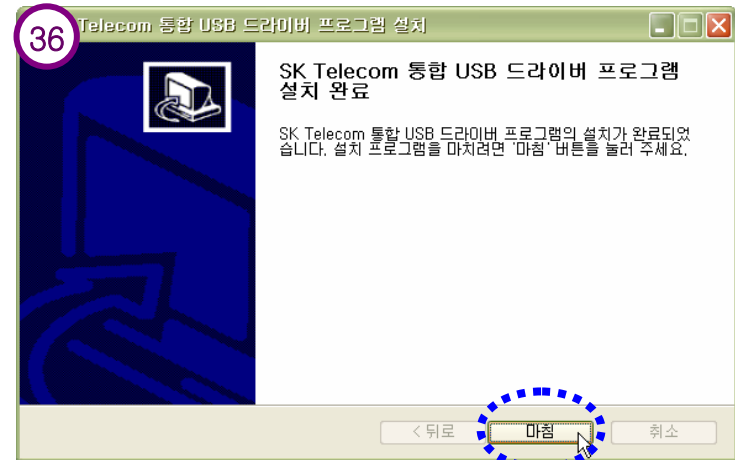 36
Telecom 통합 USB 드라이버 프로그램 설치
SK Telecom 통합 USB 드라이버 프로그램
설치 완료
SK Telecom 통합 USB 드라이버 프로그램의 설치가 완료되었
습니다. 설치 프로그램을 마치려면 '마침' 버튼을 눌러 주세요.
< 뒤로
마침
취소